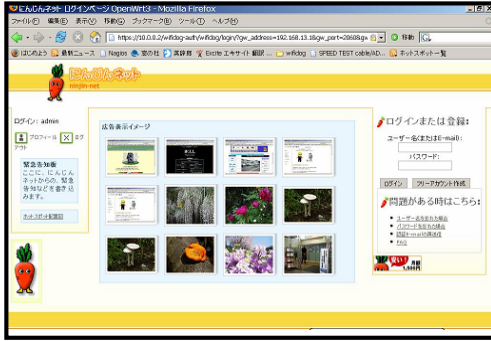 にんじんネット ログインページ OpenWrt3 - Mozilla Firefox
ファイル(F) 編集(E) 表示(V) 移動(G) ブックマーク(B) ツール(T) ヘルプ(H)
https://10.0.0.2/wifidog-auth/wifidog/login/?gw_address=192.168.13.1&gw_port=2060&gw 移動
はじめよう 最新ニュース Nagios 窓の杜 英辞郎 Excite エキサイト 翻訳 ... wifidog SPEED TEST cable/AD... ホットスポット一覧
にんじんネット
ninjin-net
ログイン: admin
プロフィール ログアウト
緊急告知板
ここに、にんじんネットからの、緊急告知などを書き込みます。
ホットスポット配置図
広告表示イメージ
ログインまたは登録:
ユーザー名(またはE-mail):
パスワード:
ログイン フリーアカウント作成
問題がある時はこちら:
ユーザー名を忘れた場合
パスワードを忘れた場合
認証E-mailの再送信
FAQ
安い! 月額